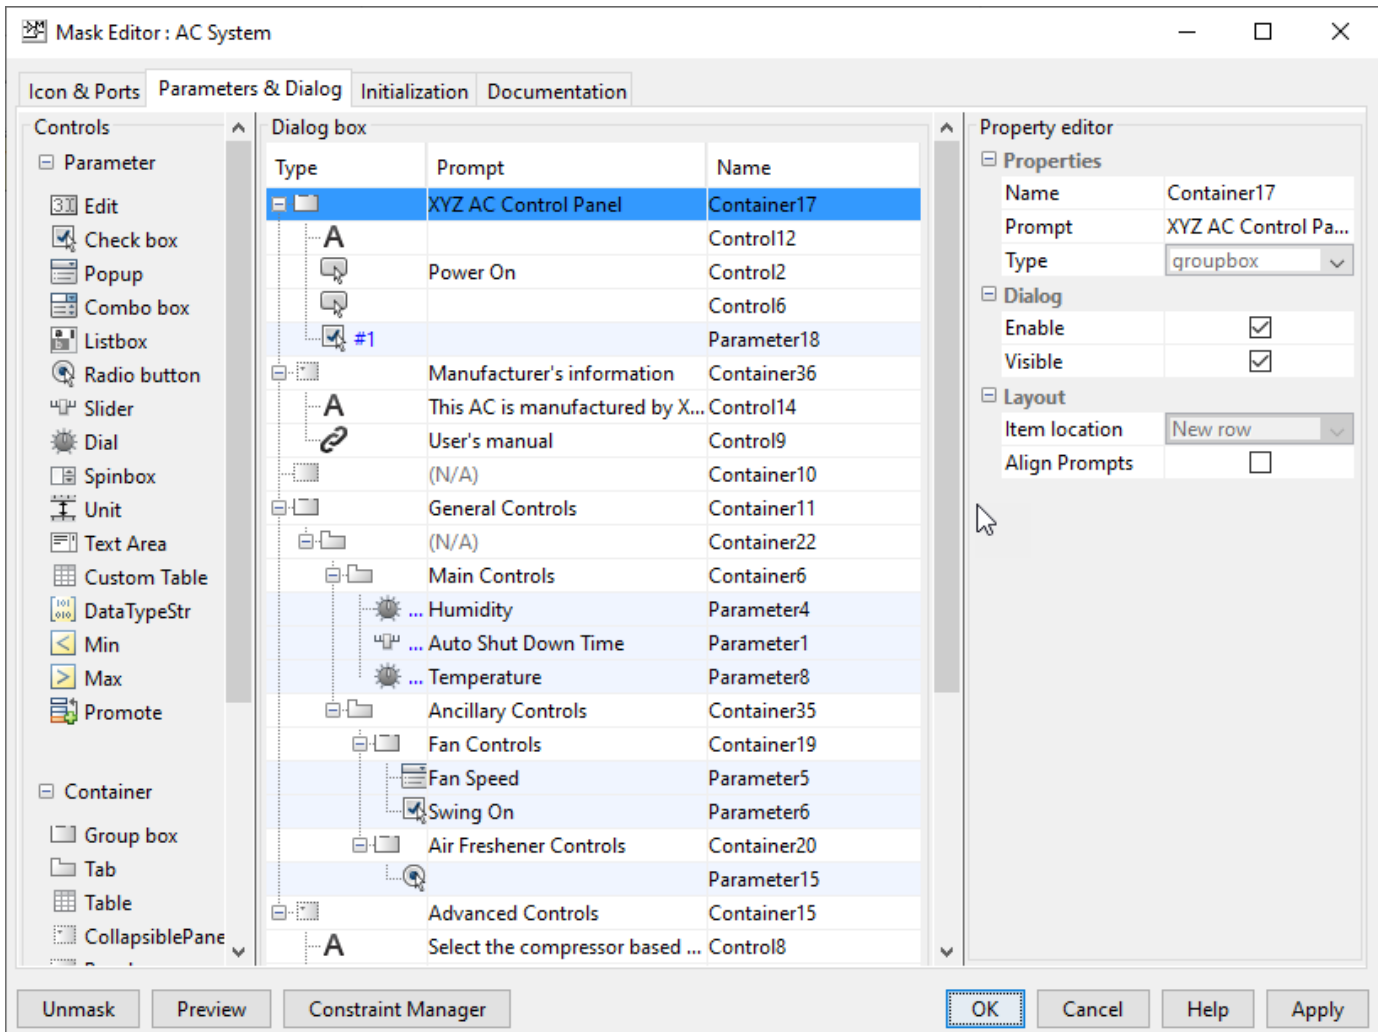 Mask Editor : AC System
Icon & Ports
Parameters & Dialog
Initialization
Documentation
Controls
Parameter
Edit
Check box
Popup
Combo box
Listbox
Radio button
Slider
Dial
Spinbox
Unit
Text Area
Custom Table
DataTypeStr
Min
Max
Promote
Container
Group box
Tab
Table
CollapsiblePane
Dialog box
Type Prompt Name
XYZ AC Control Panel Container17
A Control12
Power On Control2
Control6
#1 Parameter18
Manufacturer's information Container36
A This AC is manufactured by X... Control14
User's manual Control9
(N/A) Container10
General Controls Container11
(N/A) Container22
Main Controls Container6
... Humidity Parameter4
... Auto Shut Down Time Parameter1
... Temperature Parameter8
Ancillary Controls Container35
Fan Controls Container19
Fan Speed Parameter5
Swing On Parameter6
Air Freshener Controls Container20
Parameter15
Advanced Controls Container15
A Select the compressor based ... Control8
Property editor
Properties
Name Container17
Prompt XYZ AC Control Pa...
Type groupbox
Dialog
Enable
Visible
Layout
Item location New row
Align Prompts
Unmask
Preview
Constraint Manager
OK
Cancel
Help
Apply